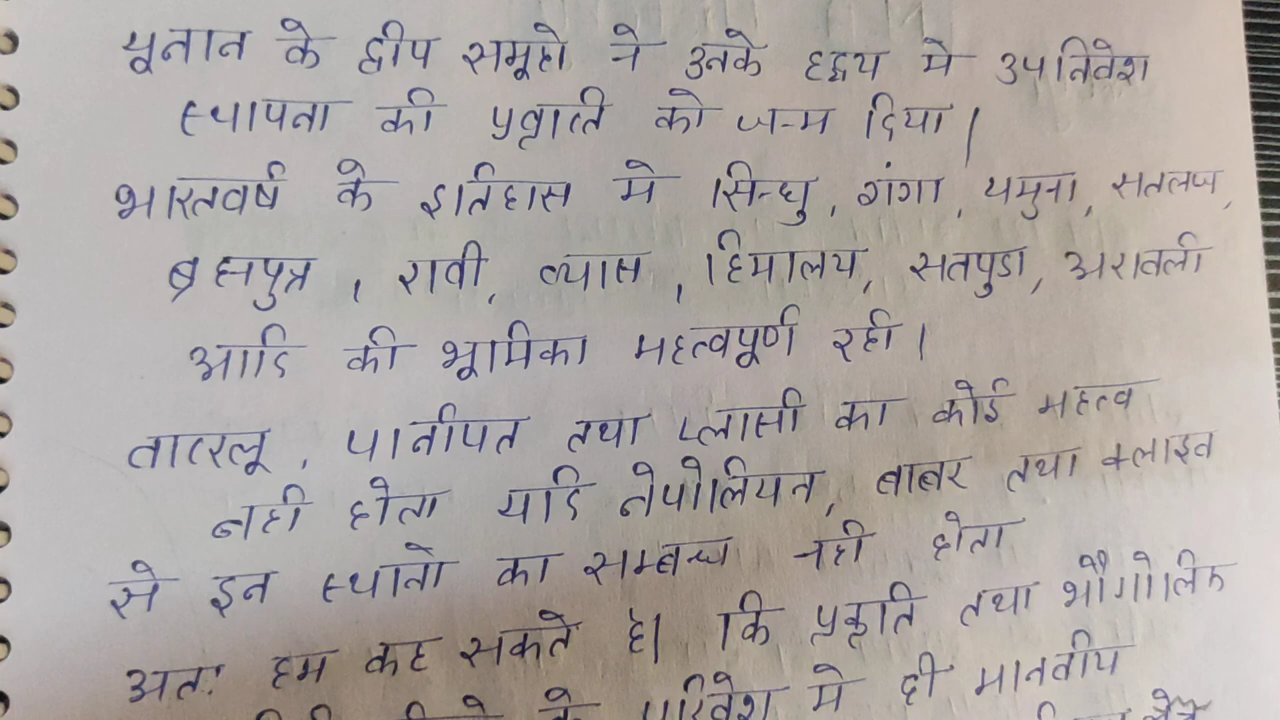 यूनान के द्वीप समूहो ने उनके हृदय मे उपनिवेश
स्थापना की प्रवृात्ते को जन्म दिया।
भारतवर्ष के इतिहास मे सिन्धु, गंगा, यमुना, सतलज,
ब्रह्मपुत्र, रावी, व्यास, हिमालय, सतपुडा, अरावली
आदि की भूमिका महत्वपूर्ण रही।
वाटरलू, पानीपत तथा प्लासी का कोई महत्व
नही होता यदि नेपोलियन, बाबर तथा क्लाइव
से इन स्थानो का सम्बन्ध नही होता
अतः हम कह सकते है। कि प्रकृति तथा भौगोलिक
के परिवेश मे ही मानवीय